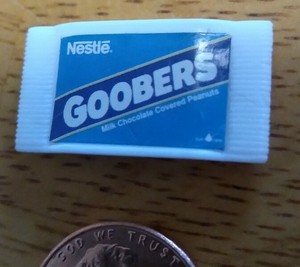 Nestlé®
GOOBERS
Milk Chocolate Covered Peanuts
GOD WE TRUST